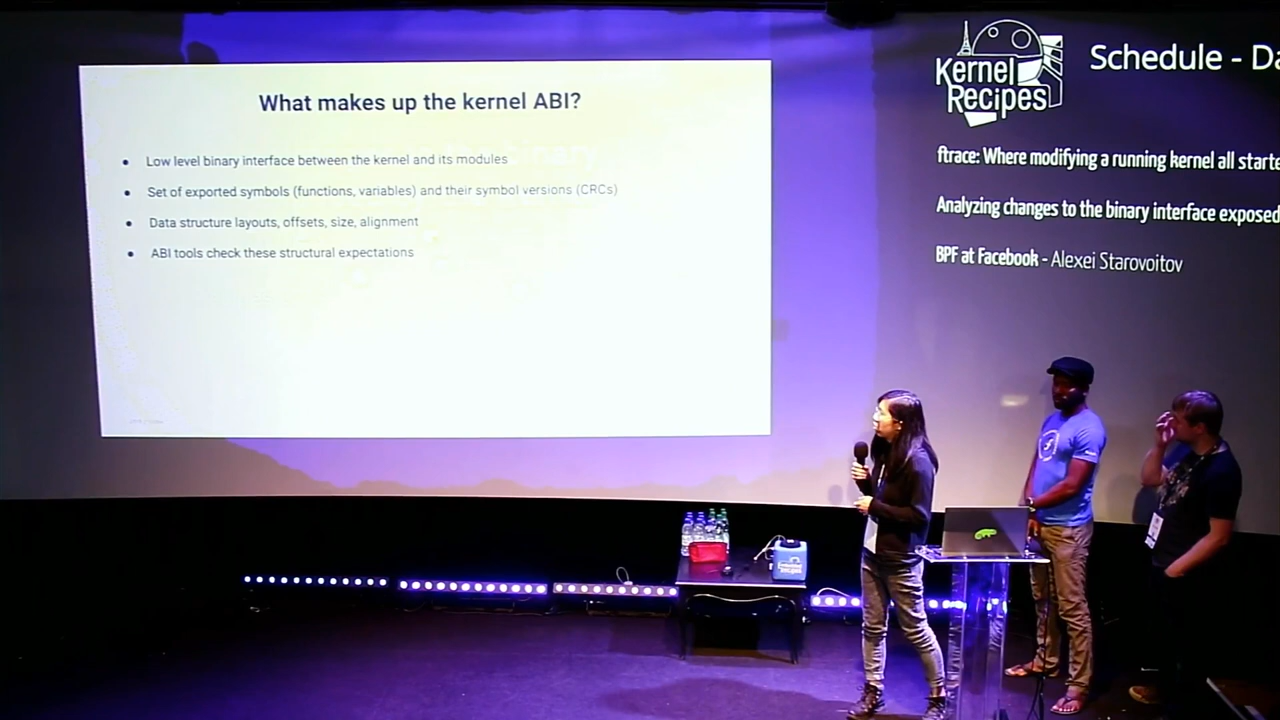 What makes up the kernel ABI?
Low level binary interface between the kernel and its modules
Set of exported symbols (functions, variables) and their symbol versions (CRCs)
Data structure layouts, offsets, size, alignment
ABI tools check these structural expectations
Kernel
Recipes
Schedule - Da
ftrace: Where modifying a running kernel all starte
Analyzing changes to the binary interface exposed
BPF at Facebook - Alexei Starovoitov